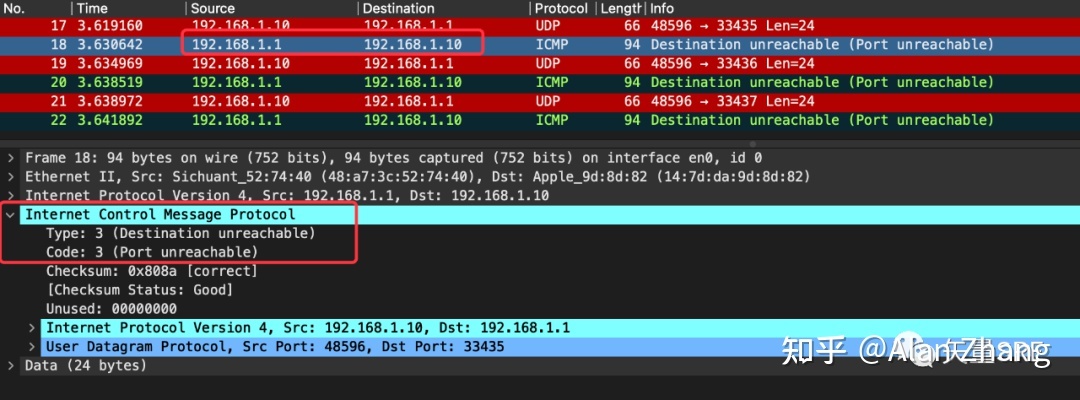 No. Time Source Destination Protocol Length Info
17 3.619160 192.168.1.10 192.168.1.1 UDP 66 48596 → 33435 Len=24
18 3.630642 192.168.1.1 192.168.1.10 ICMP 94 Destination unreachable (Port unreachable)
19 3.634969 192.168.1.10 192.168.1.1 UDP 66 48596 → 33436 Len=24
20 3.638519 192.168.1.1 192.168.1.10 ICMP 94 Destination unreachable (Port unreachable)
21 3.638972 192.168.1.10 192.168.1.1 UDP 66 48596 → 33437 Len=24
22 3.641892 192.168.1.1 192.168.1.10 ICMP 94 Destination unreachable (Port unreachable)
Frame 18: 94 bytes on wire (752 bits), 94 bytes captured (752 bits) on interface en0, id 0
Ethernet II, Src: Sichuant_52:74:40 (48:a7:3c:52:74:40), Dst: Apple_9d:8d:82 (14:7d:da:9d:8d:82)
Internet Protocol Version 4, Src: 192.168.1.1, Dst: 192.168.1.10
Internet Control Message Protocol
Type: 3 (Destination unreachable)
Code: 3 (Port unreachable)
Checksum: 0x808a [correct]
[Checksum Status: Good]
Unused: 00000000
Internet Protocol Version 4, Src: 192.168.1.10, Dst: 192.168.1.1
User Datagram Protocol, Src Port: 48596, Dst Port: 33435
Data (24 bytes)
知乎 @Alan Zhang